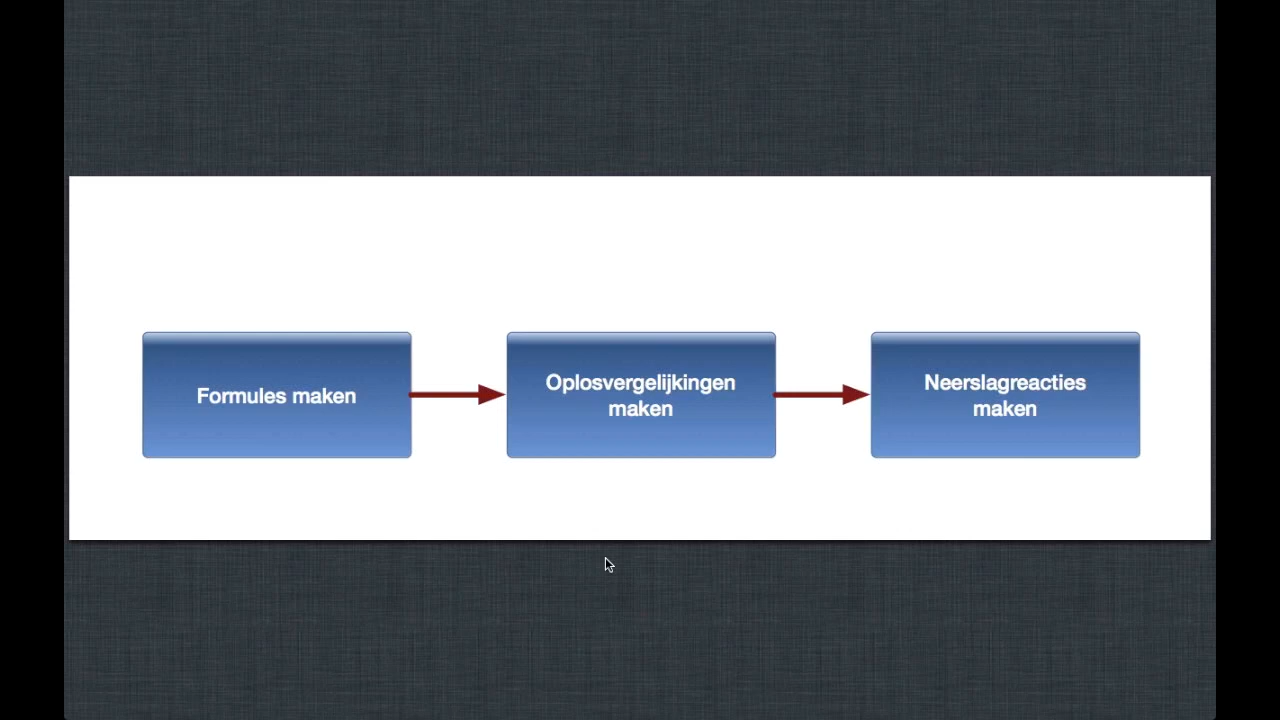 Formules maken
Oplosvergelijkingen
maken
Neerslagreacties
maken